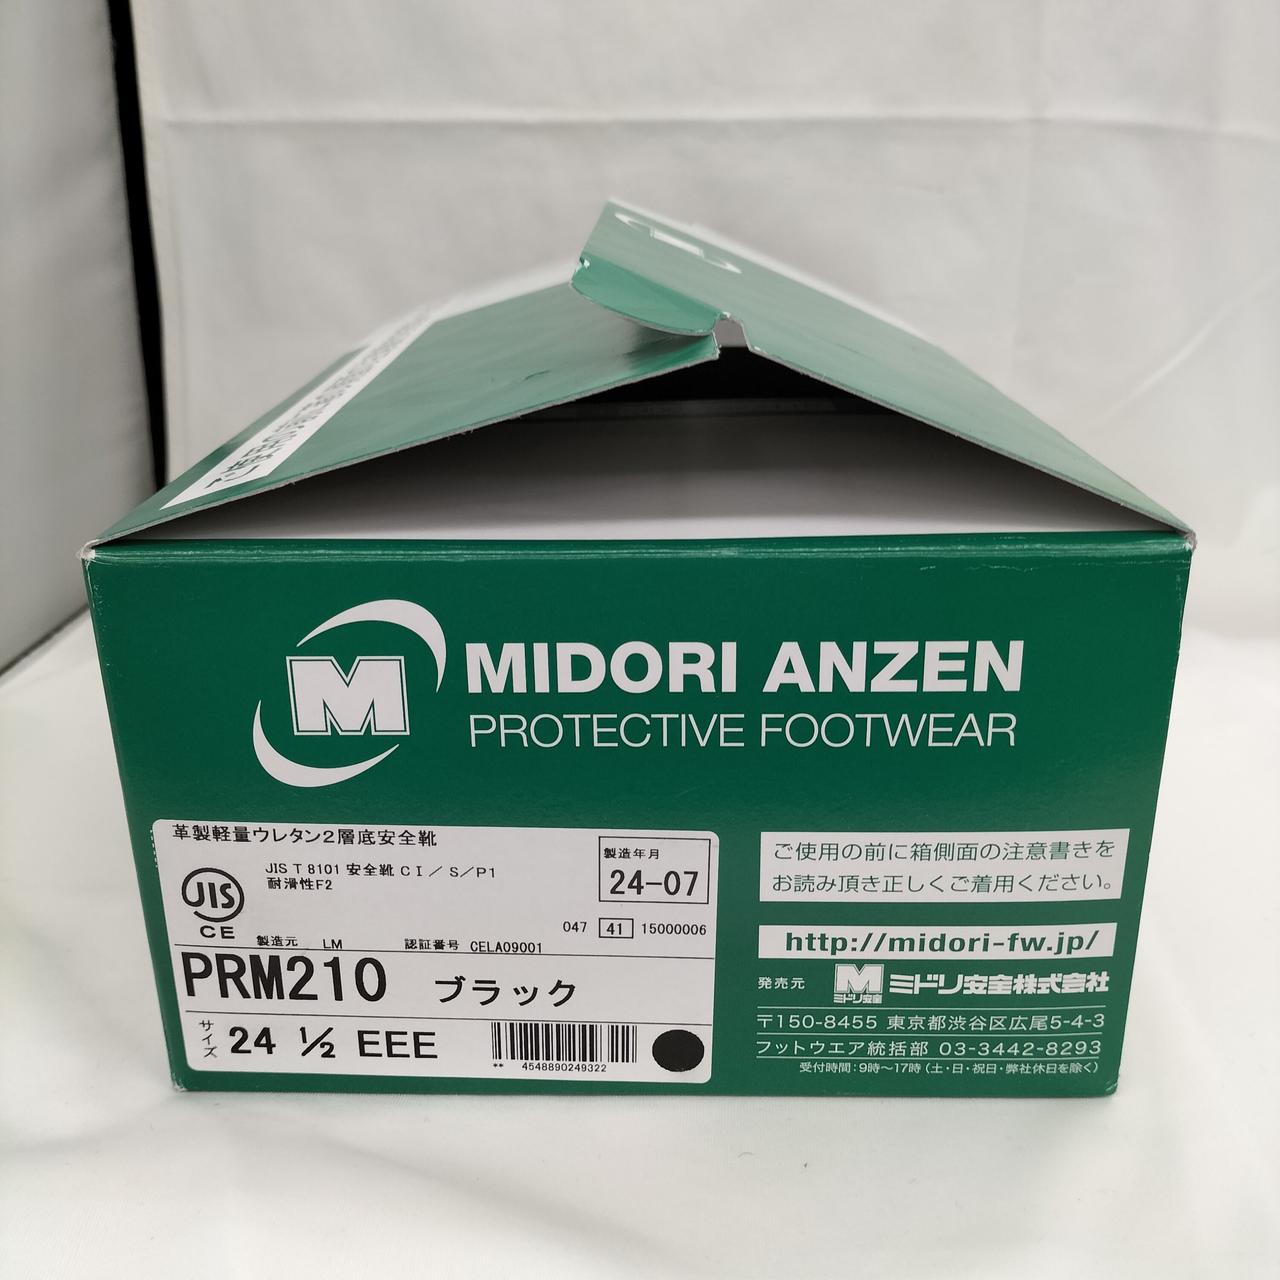 M
MIDORI ANZEN
PROTECTIVE FOOTWEAR
革製軽量ウレタン2層底安全靴
JIS T 8101 安全靴 CI/S/P1
耐滑性F2
JIS
CE
製造年月
24-07
047 41 15000006
製造元 LM 認証番号 CELA09001
PRM210 ブラック
サイズ 24 1/2 EEE
** 4548890249322
ご使用の前に箱側面の注意書きを
お読み頂き正しくご着用ください。
http://midori-fw.jp/
発売元 M ミドリ安全 ミドリ安全株式会社
〒150-8455 東京都渋谷区広尾5-4-3
フットウエア統括部 03-3442-8293
受付時間:9時~17時(土・日・祝日・弊社休日を除く)